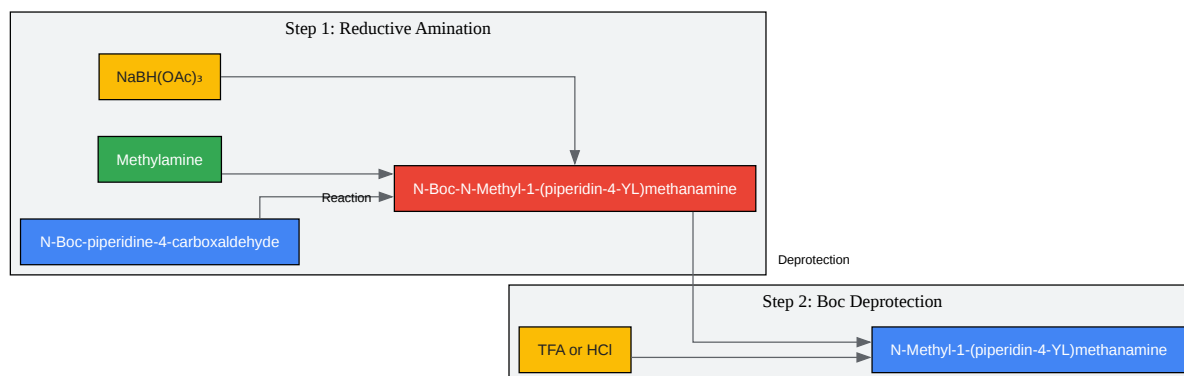 Step 1: Reductive Amination
NaBH(OAc)₃
Methylamine
N-Boc-N-Methyl-1-(piperidin-4-YL)methanamine
Reaction
N-Boc-piperidine-4-carboxaldehyde
Deprotection
Step 2: Boc Deprotection
TFA or HCl
N-Methyl-1-(piperidin-4-YL)methanamine